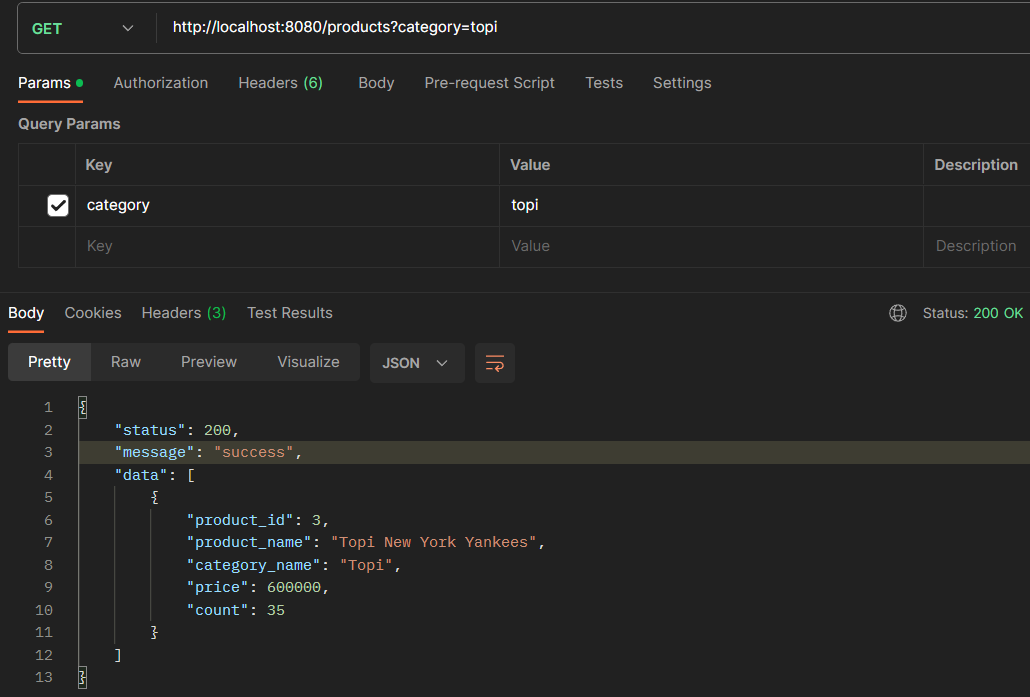 GET http://localhost:8080/products?category=topi
Params Authorization Headers (6) Body Pre-request Script Tests Settings
Query Params
Key Value Description
category topi
Key Value Description
Body Cookies Headers (3) Test Results Status: 200 OK
Pretty Raw Preview Visualize JSON
1 {
2 "status": 200,
3 "message": "success",
4 "data": [
5 {
6 "product_id": 3,
7 "product_name": "Topi New York Yankees",
8 "category_name": "Topi",
9 "price": 600000,
10 "count": 35
11 }
12 ]
13 }